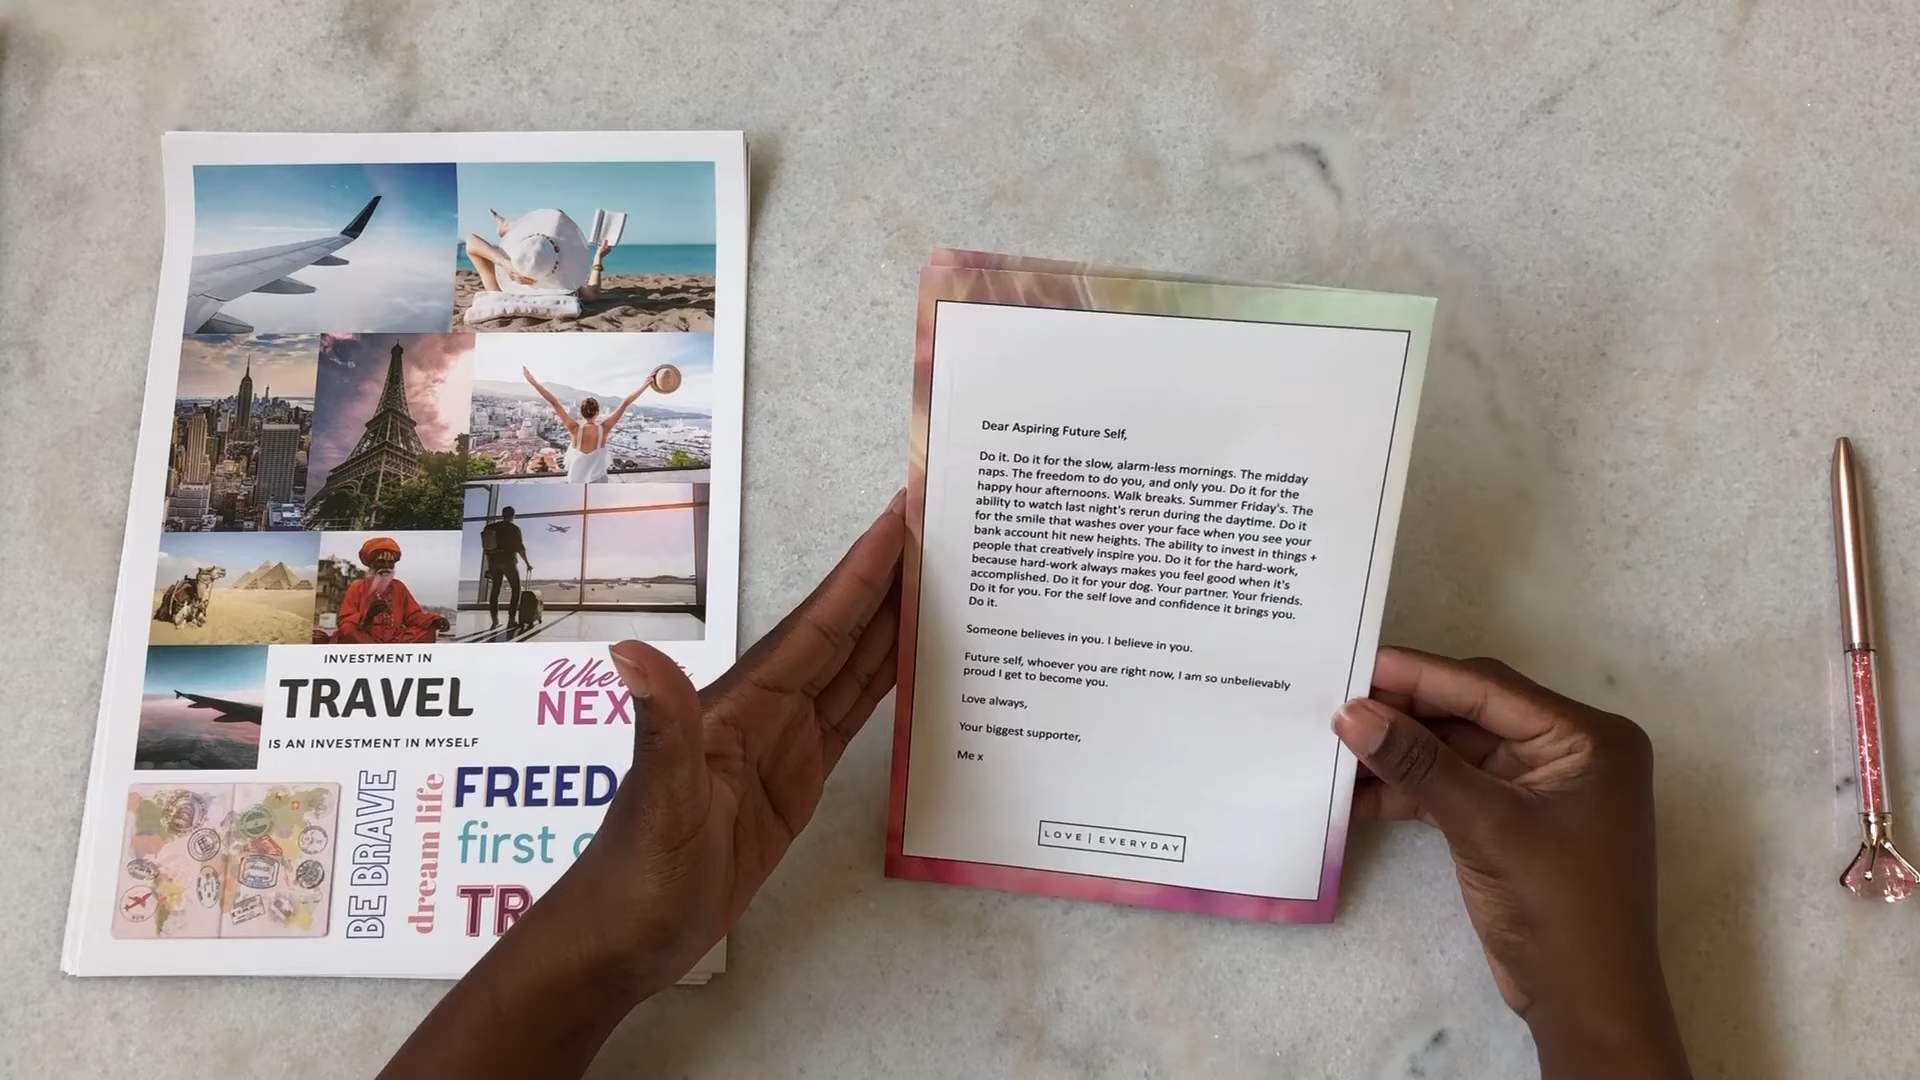 INVESTMENT IN
TRAVEL
IS AN INVESTMENT IN MYSELF
NEX
BE BRAVE
dream life
FREED
first
TR
Dear Aspiring Future Self,
Do it. Do it for the slow, alarm-less mornings. The midday
naps. The freedom to do you, and only you. Do it for the
happy hour afternoons. Walk breaks. Summer Friday's. The
ability to watch last night's rerun during the daytime. Do it
for the smile that washes over your face when you see your
bank account hit new heights. The ability to invest in things +
people that creatively inspire you. Do it for the hard-work,
because hard-work always makes you feel good when it's
accomplished. Do it for your dog. Your partner. Your friends.
Do it for you. For the self love and confidence it brings you.
Do it.
Someone believes in you. I believe in you.
Future self, whoever you are right now, I am so unbelievably
proud I get to become you.
Love always,
Your biggest supporter,
Me x
LOVE | EVERYDAY